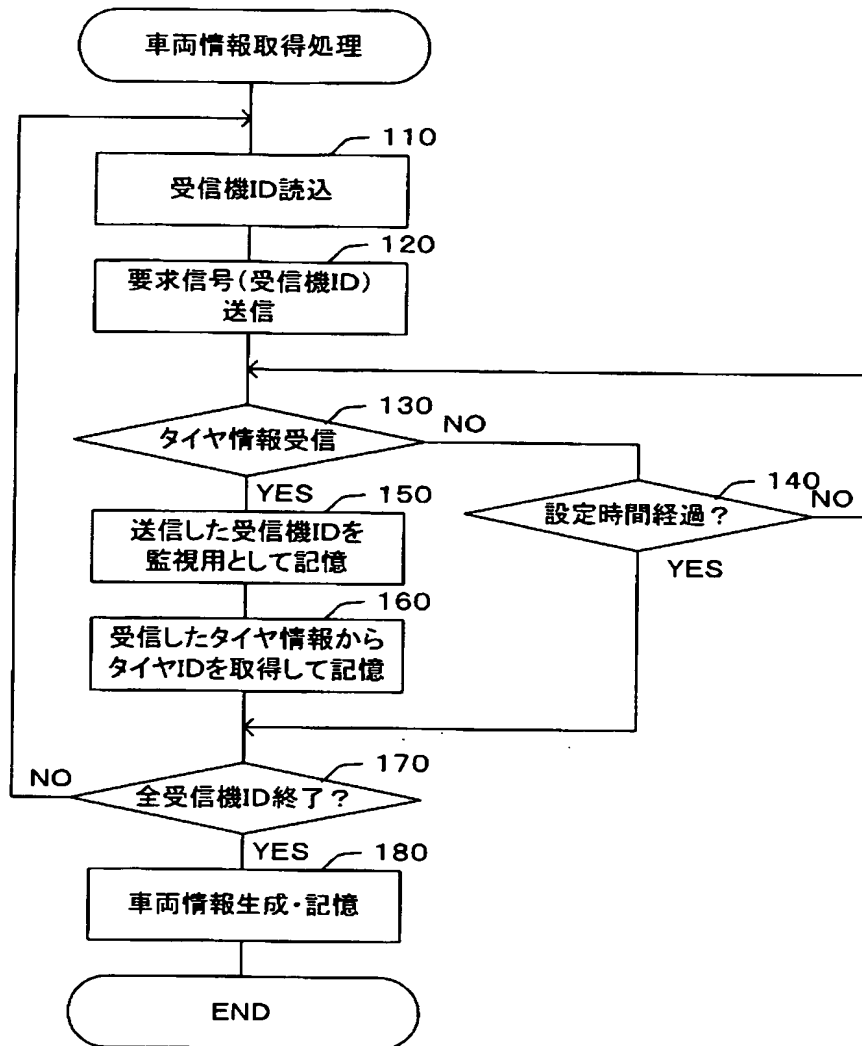 車両情報取得処理
110
受信機ID読込
120
要求信号(受信機ID)
送信
130
タイヤ情報受信
NO
YES
140
設定時間経過?
NO
YES
150
送信した受信機IDを
監視用として記憶
160
受信したタイヤ情報から
タイヤIDを取得して記憶
170
全受信機ID終了?
NO
YES
180
車両情報生成・記憶
END